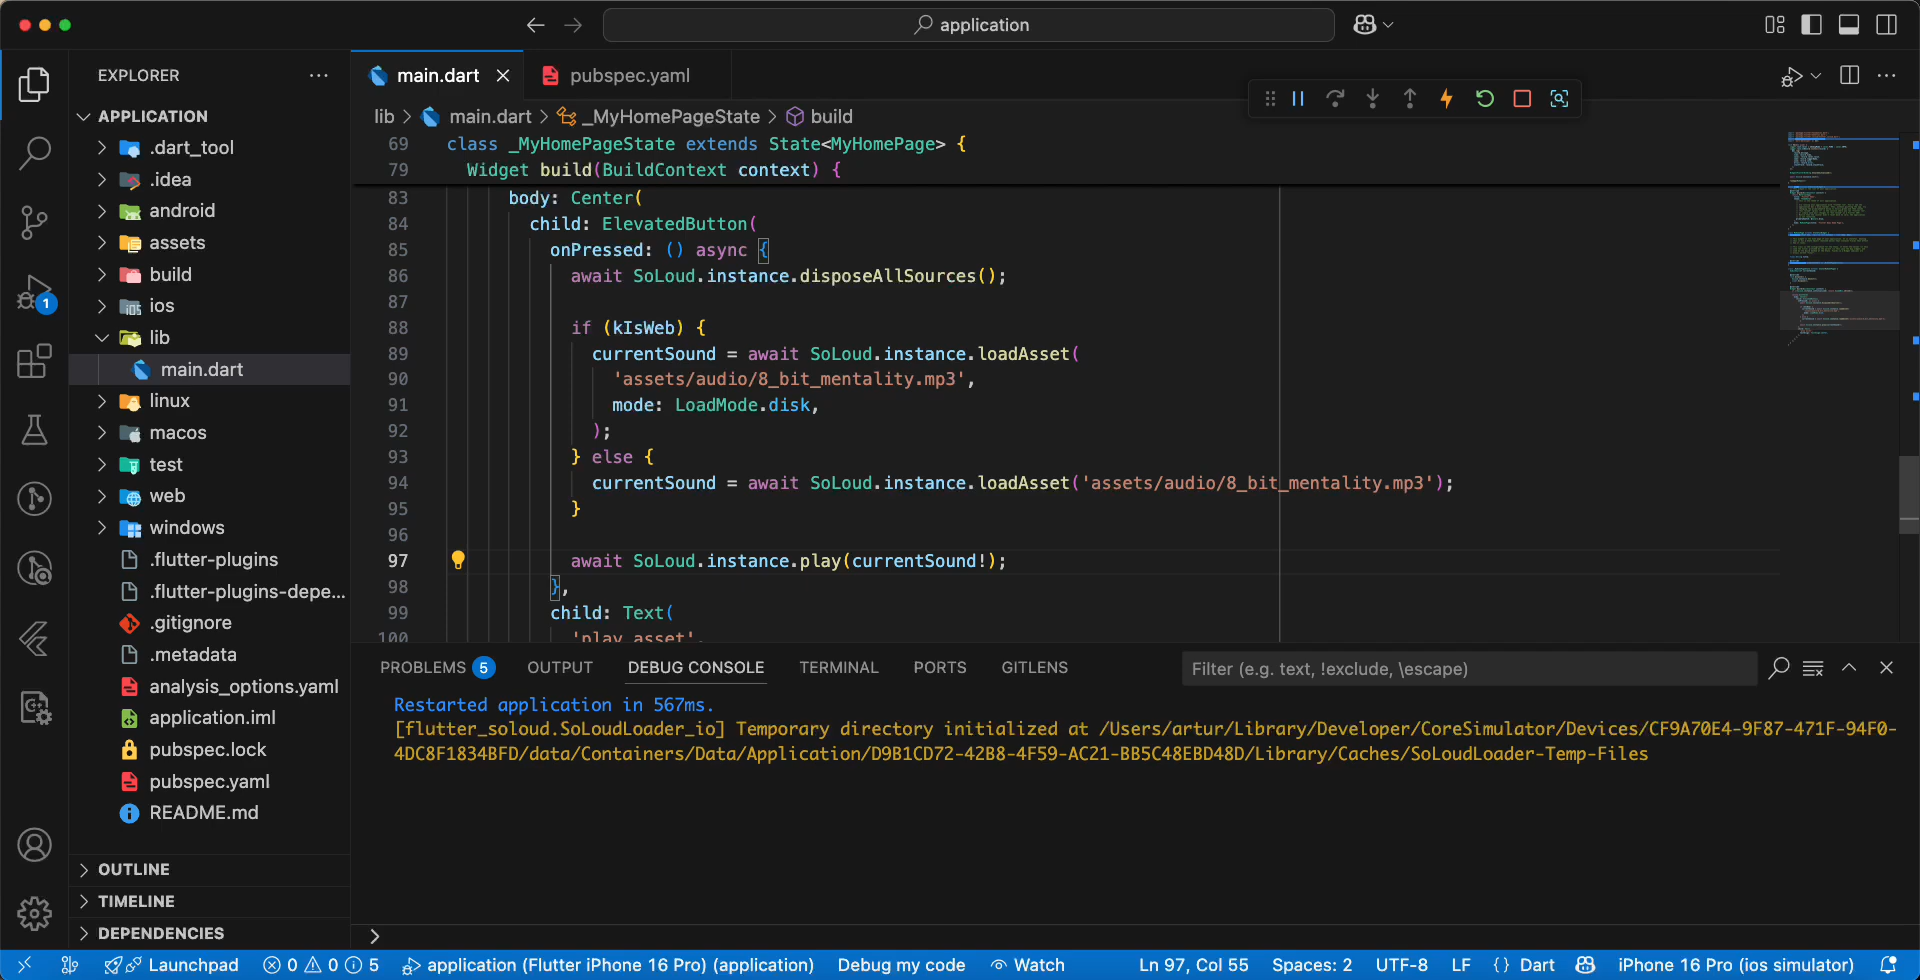 application
EXPLORER
APPLICATION
.dart_tool
.idea
android
assets
build
ios
lib
main.dart
linux
macos
test
web
windows
.flutter-plugins
.flutter-plugins-depe...
.gitignore
.metadata
analysis_options.yaml
application.iml
pubspec.lock
pubspec.yaml
README.md
OUTLINE
TIMELINE
DEPENDENCIES
1
main.dart
pubspec.yaml
lib > main.dart > _MyHomePageState > build
69 class _MyHomePageState extends State<MyHomePage> {
79 Widget build(BuildContext context) {
83 body: Center(
84 child: ElevatedButton(
85 onPressed: () async {
86 await SoLoud.instance.disposeAllSources();
87
88 if (kIsWeb) {
89 currentSound = await SoLoud.instance.loadAsset(
90 'assets/audio/8_bit_mentality.mp3',
91 mode: LoadMode.disk,
92 );
93 } else {
94 currentSound = await SoLoud.instance.loadAsset('assets/audio/8_bit_mentality.mp3');
95 }
96
97 await SoLoud.instance.play(currentSound!);
98 },
99 child: Text(
100 'play asset',
PROBLEMS 5 OUTPUT DEBUG CONSOLE TERMINAL PORTS GITLENS Filter (e.g. text, !exclude, \escape)
Restarted application in 567ms.
[flutter_soloud.SoLoudLoader_io] Temporary directory initialized at /Users/artur/Library/Developer/CoreSimulator/Devices/CF9A70E4-9F87-471F-94F0-
4DC8F1834BFD/data/Containers/Data/Application/D9B1CD72-42B8-4F59-AC21-BB5C48EBD48D/Library/Caches/SoLoudLoader-Temp-Files
>
Launchpad 0 0 5 application (Flutter iPhone 16 Pro) (application) Debug my code Watch Ln 97, Col 55 Spaces: 2 UTF-8 LF {} Dart iPhone 16 Pro (ios simulator)